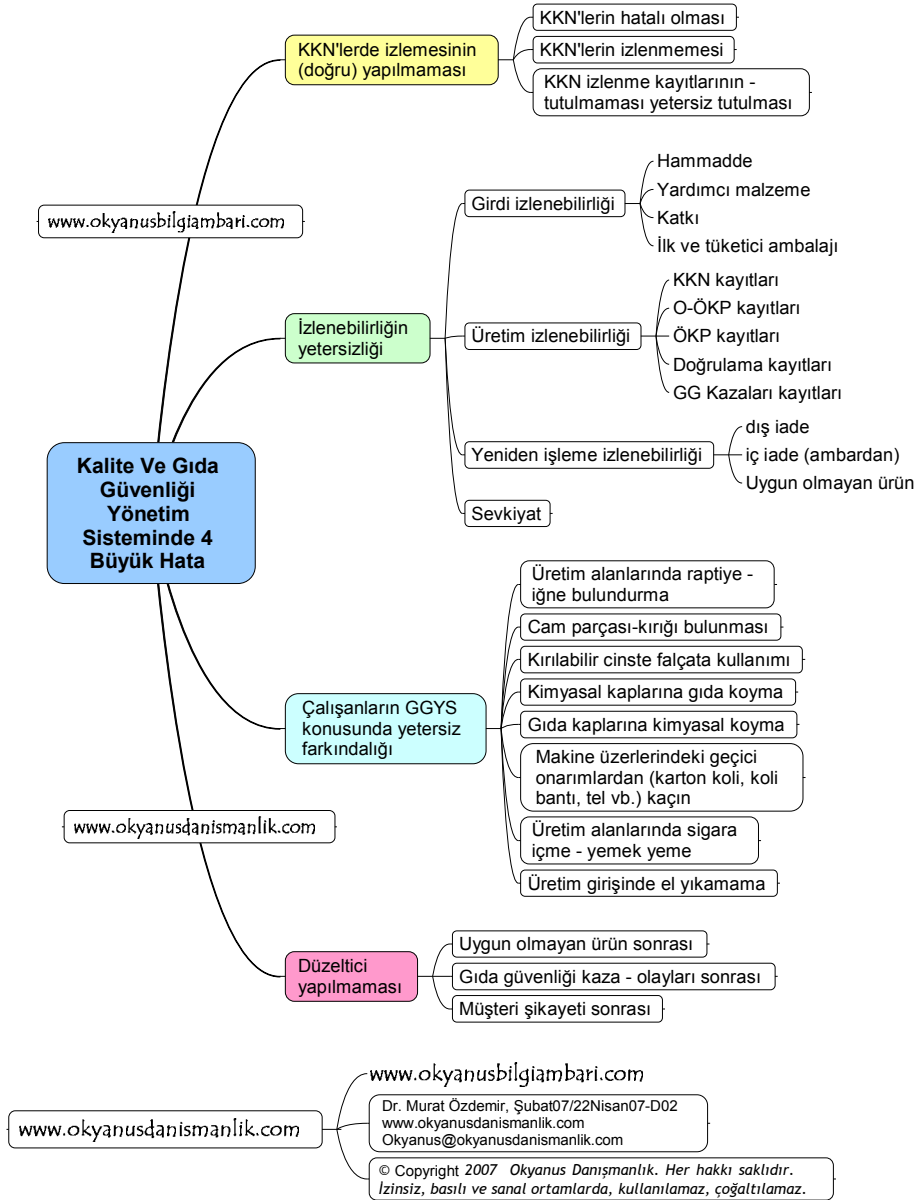 KKN'lerde izlemesinin
(doğru) yapılmaması
KKN'lerin hatalı olması
KKN'lerin izlenmemesi
KKN izlenme kayıtlarının -
tutulmaması yetersiz tutulması
www.okyanusbilgiambari.com
İzlenebilirliğin
yetersizliği
Girdi izlenebilirliği
Hammadde
Yardımcı malzeme
Katkı
İlk ve tüketici ambalajı
Üretim izlenebilirliği
KKN kayıtları
O-ÖKP kayıtları
ÖKP kayıtları
Doğrulama kayıtları
GG Kazaları kayıtları
Yeniden işleme izlenebilirliği
dış iade
iç iade (ambardan)
Uygun olmayan ürün
Sevkiyat
Kalite Ve Gıda
Güvenliği
Yönetim
Sisteminde 4
Büyük Hata
Çalışanların GGYS
konusunda yetersiz
farkındalığı
Üretim alanlarında raptiye -
iğne bulundurma
Cam parçası-kırığı bulunması
Kırılabilir cinste falçata kullanımı
Kimyasal kaplarına gıda koyma
Gıda kaplarına kimyasal koyma
Makine üzerlerindeki geçici
onarımlardan (karton koli, koli
bantı, tel vb.) kaçın
Üretim alanlarında sigara
içme - yemek yeme
Üretim girişinde el yıkamama
www.okyanusdanismanlik.com
Düzeltici
yapılmaması
Uygun olmayan ürün sonrası
Gıda güvenliği kaza - olayları sonrası
Müşteri şikayeti sonrası
www.okyanusdanismanlik.com
www.okyanusbilgiambari.com
Dr. Murat Özdemir, Şubat07/22Nisan07-D02
www.okyanusdanismanlik.com
Okyanus@okyanusdanismanlik.com
© Copyright 2007 Okyanus Danışmanlık. Her hakkı saklıdır.
İzinsiz, basılı ve sanal ortamlarda, kullanılamaz, çoğaltılamaz.